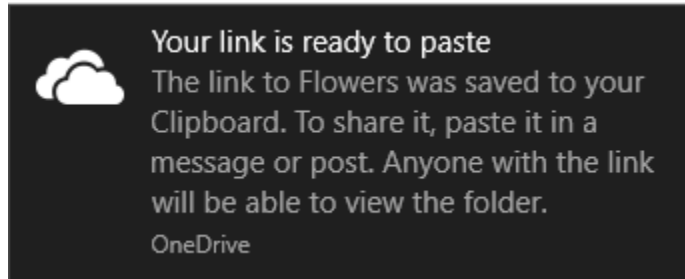 Your link is ready to paste
The link to Flowers was saved to your
Clipboard. To share it, paste it in a
message or post. Anyone with the link
will be able to view the folder.
OneDrive